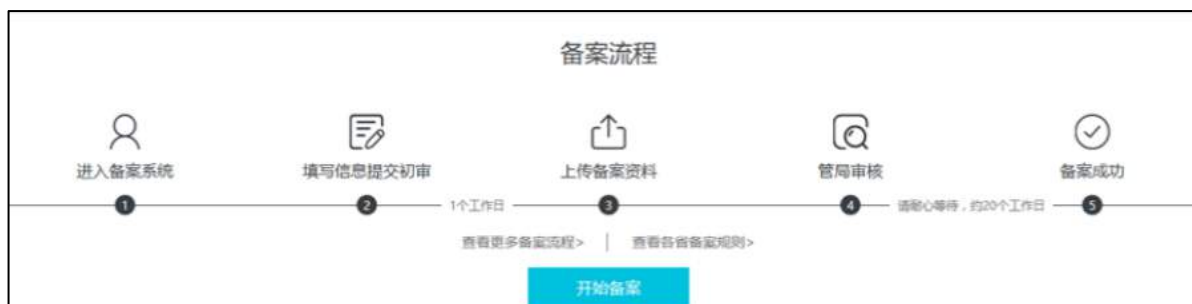 备案流程
进入备案系统 填写信息提交初审 上传备案资料 管局审核 备案成功
1 2 1个工作日 3 4 请耐心等待，约20个工作日 5
查看更多备案流程> | 查看各省备案规则>
开始备案